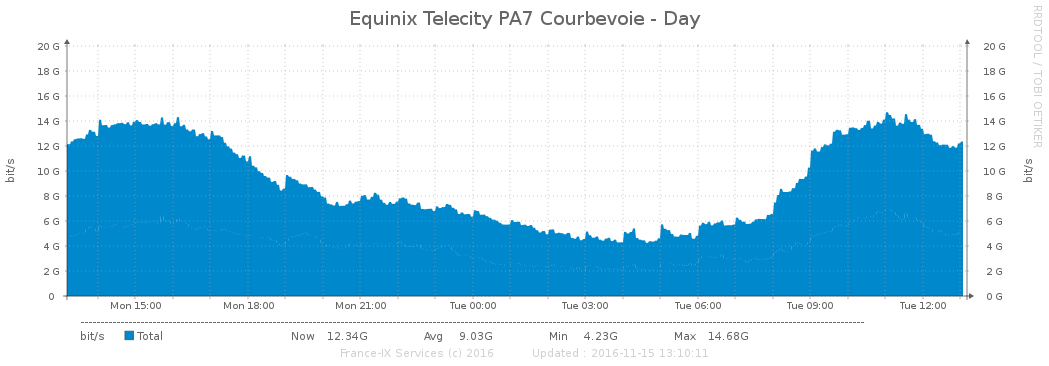 Equinix Telecity PA7 Courbevoie - Day
RRDTOOL / TOBI OETIKER
20 G 20 G
18 G 18 G
16 G 16 G
14 G 14 G
12 G 12 G
10 G 10 G
8 G 8 G
6 G 6 G
4 G 4 G
2 G 2 G
0 0 G
bit/s bit/s
Mon 15:00 Mon 18:00 Mon 21:00 Tue 00:00 Tue 03:00 Tue 06:00 Tue 09:00 Tue 12:00
bit/s Total Now 12.34G Avg 9.03G Min 4.23G Max 14.68G
France-IX Services (c) 2016 Updated : 2016-11-15 13:10:11